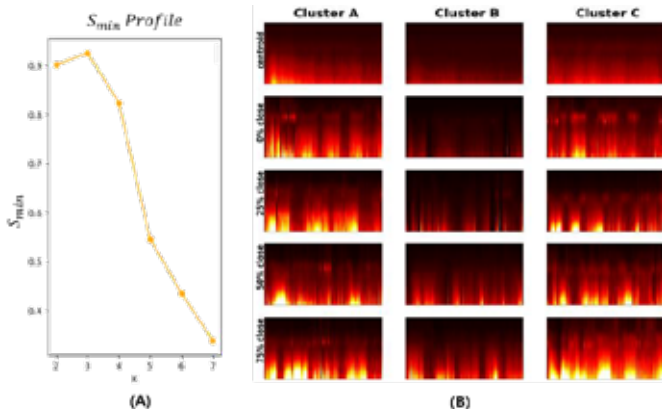 S_min Profile
0.9
0.8
0.7
0.6
0.5
0.4
S_min
2 3 4 5 6 7
K
(A)
Cluster A Cluster B Cluster C
centroid
0% close
25% close
50% close
75% close
(B)